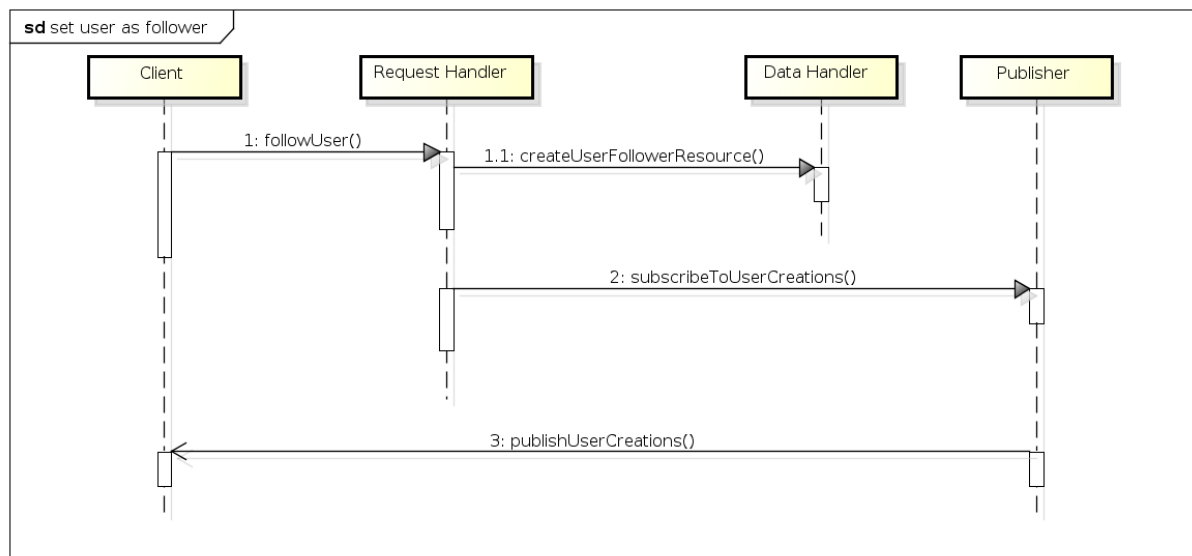 sd set user as follower
Client
Request Handler
Data Handler
Publisher
1: followUser()
1.1: createUserFollowerResource()
2: subscribeToUserCreations()
3: publishUserCreations()